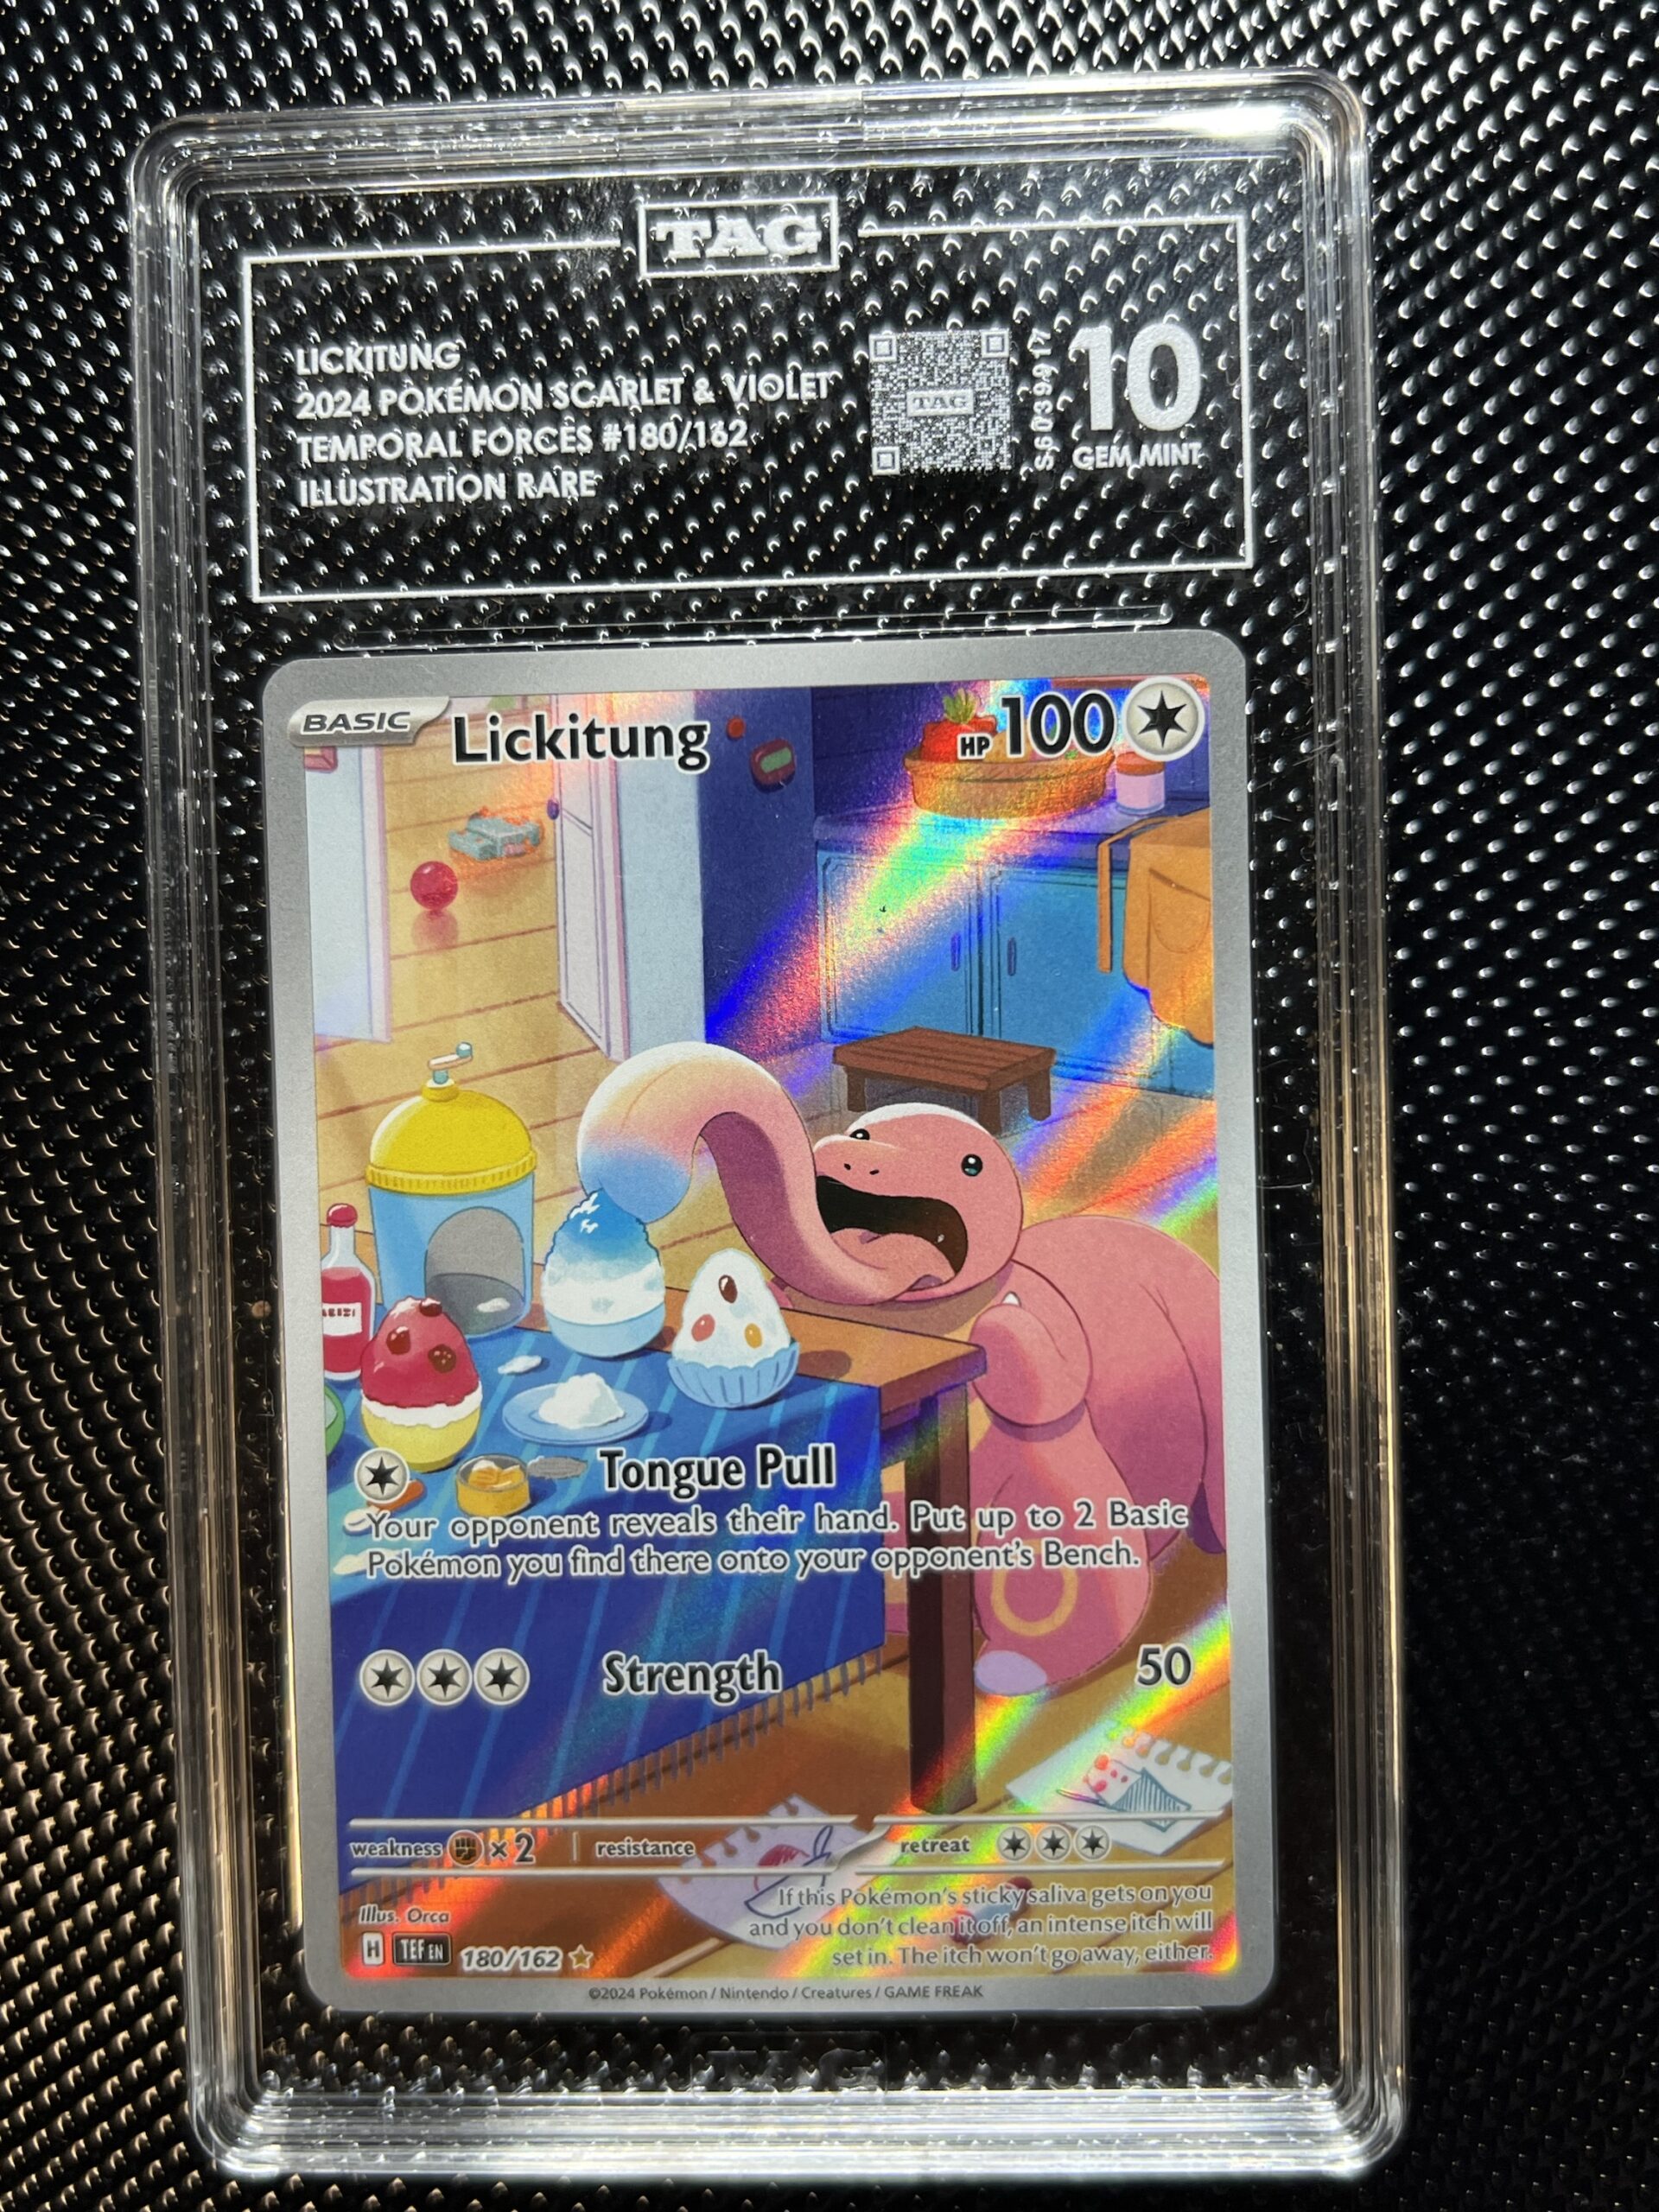 TAG
LICKITUNG
2024 POKÉMON SCARLET & VIOLET
TEMPORAL FORCES #180/162
ILLUSTRATION RARE
TAG
S6039917
10
GEM MINT
BASIC
Lickitung
HP 100
Tongue Pull
Your opponent reveals their hand. Put up to 2 Basic
Pokémon you find there onto your opponent's Bench.
Strength 50
weakness ×2 resistance retreat
If this Pokémon's sticky saliva gets on you
and you don't clean it off, an intense itch will
set in. The itch won't go away, either.
Illus. Orca
H TEF EN 180/162
©2024 Pokémon / Nintendo / Creatures / GAME FREAK
TAG